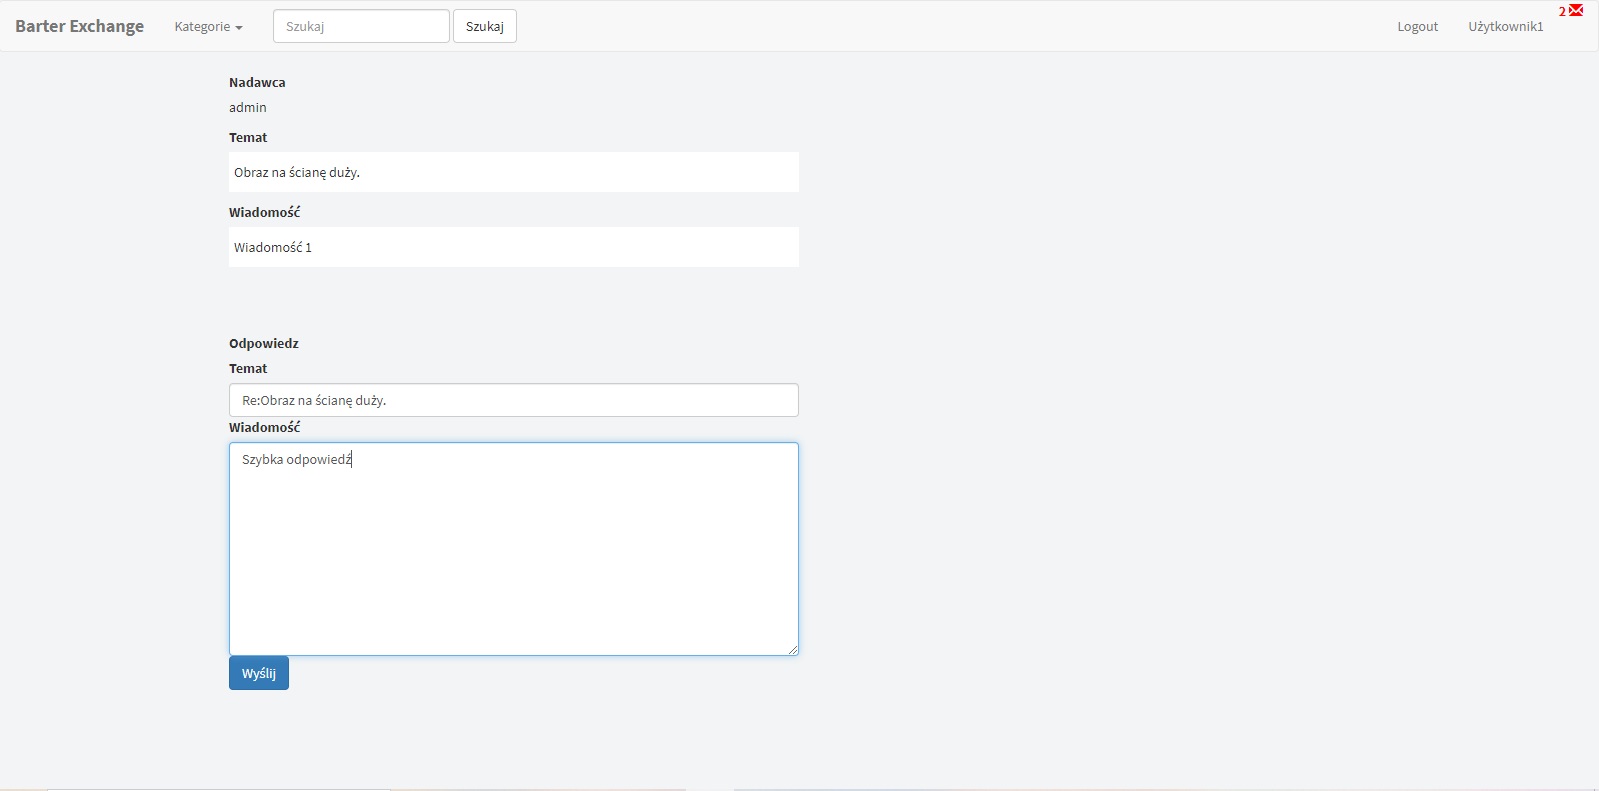 Barter Exchange Kategorie Szukaj Szukaj Logout Użytkownik1 2
Nadawca
admin
Temat
Obraz na ścianę duży.
Wiadomość
Wiadomość 1
Odpowiedz
Temat
Re:Obraz na ścianę duży.
Wiadomość
Szybka odpowiedź
Wyślij